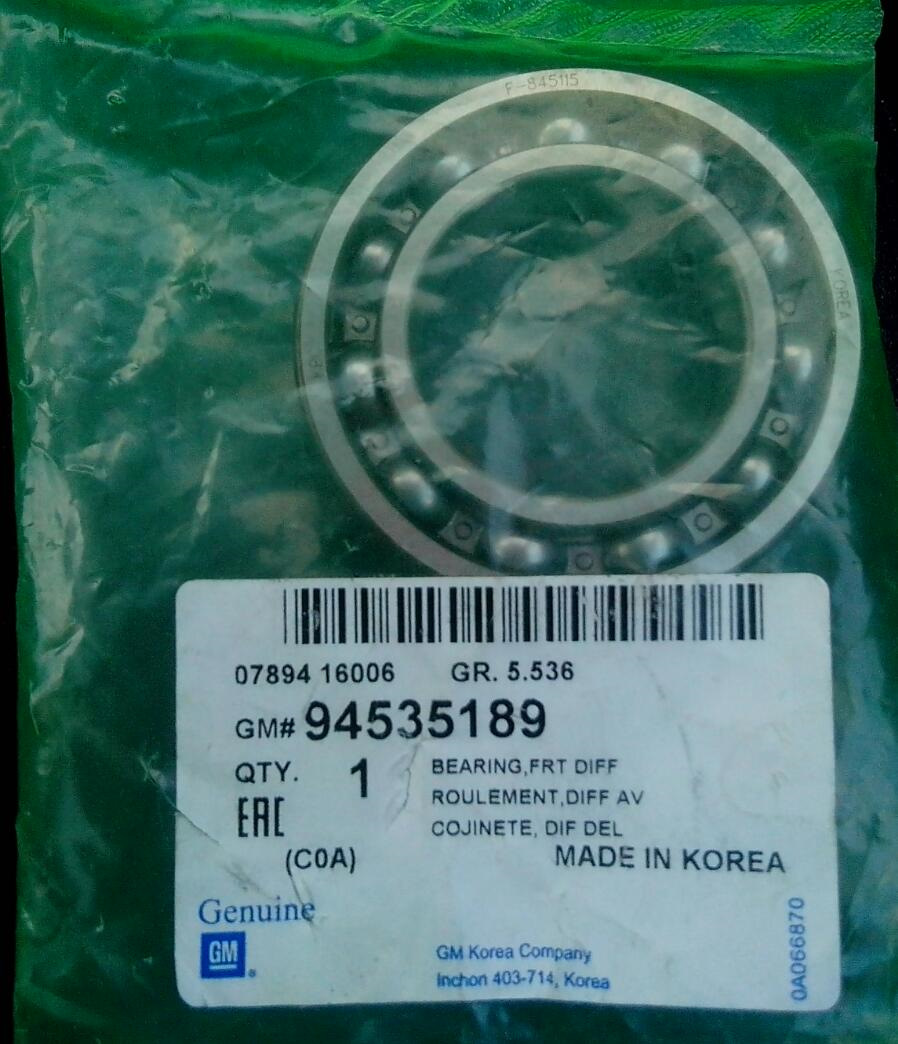 F-845115
KOREA
07894 16006 GR. 5.536
GM# 94535189
QTY. 1
BEARING,FRT DIFF
ROULEMENT,DIFF AV
COJINETE, DIF DEL
EAC
(C0A)
MADE IN KOREA
Genuine
GM
GM Korea Company
Inchon 403-714, Korea
0A066870